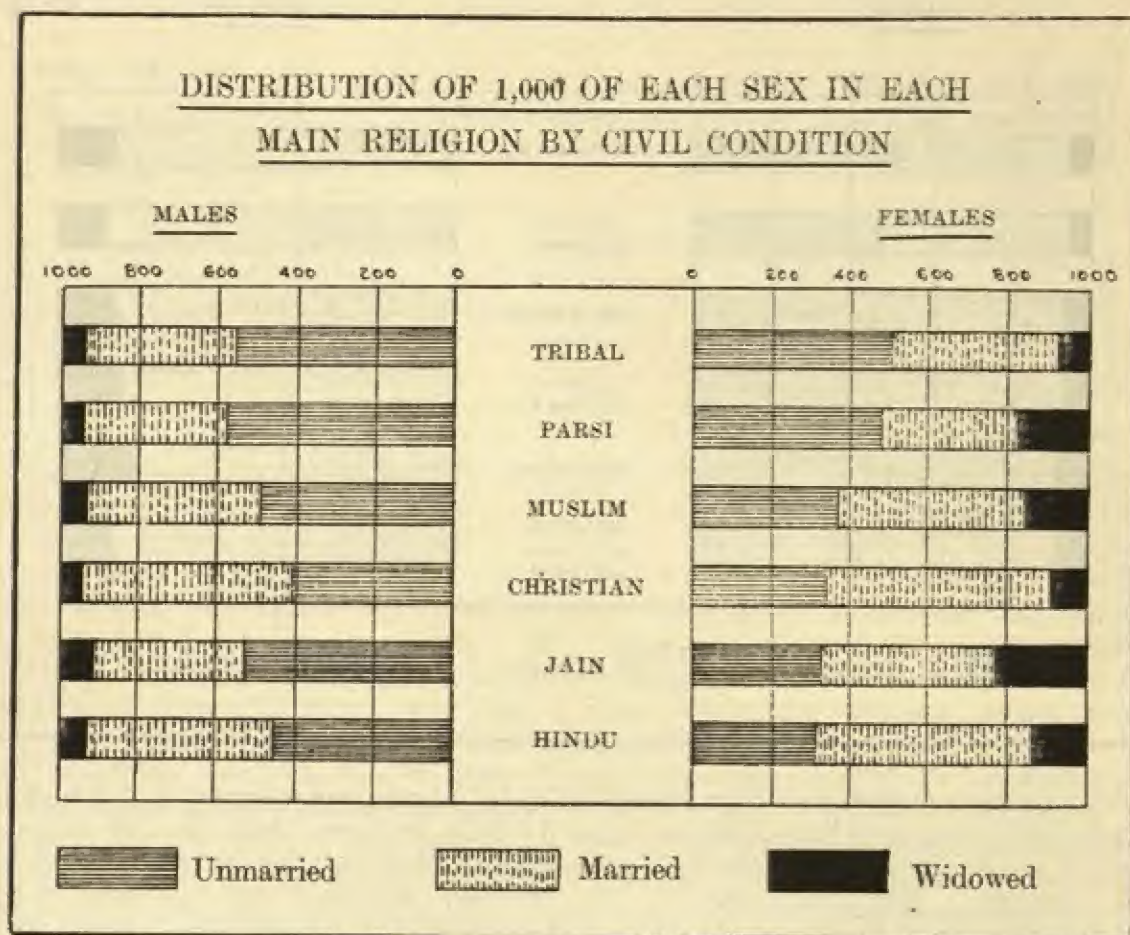 DISTRIBUTION OF 1,000 OF EACH SEX IN EACH
MAIN RELIGION BY CIVIL CONDITION
MALES
FEMALES
1000 800 600 400 200 0
0 200 400 600 800 1000
TRIBAL
PARSI
MUSLIM
CHRISTIAN
JAIN
HINDU
Unmarried
Married
Widowed